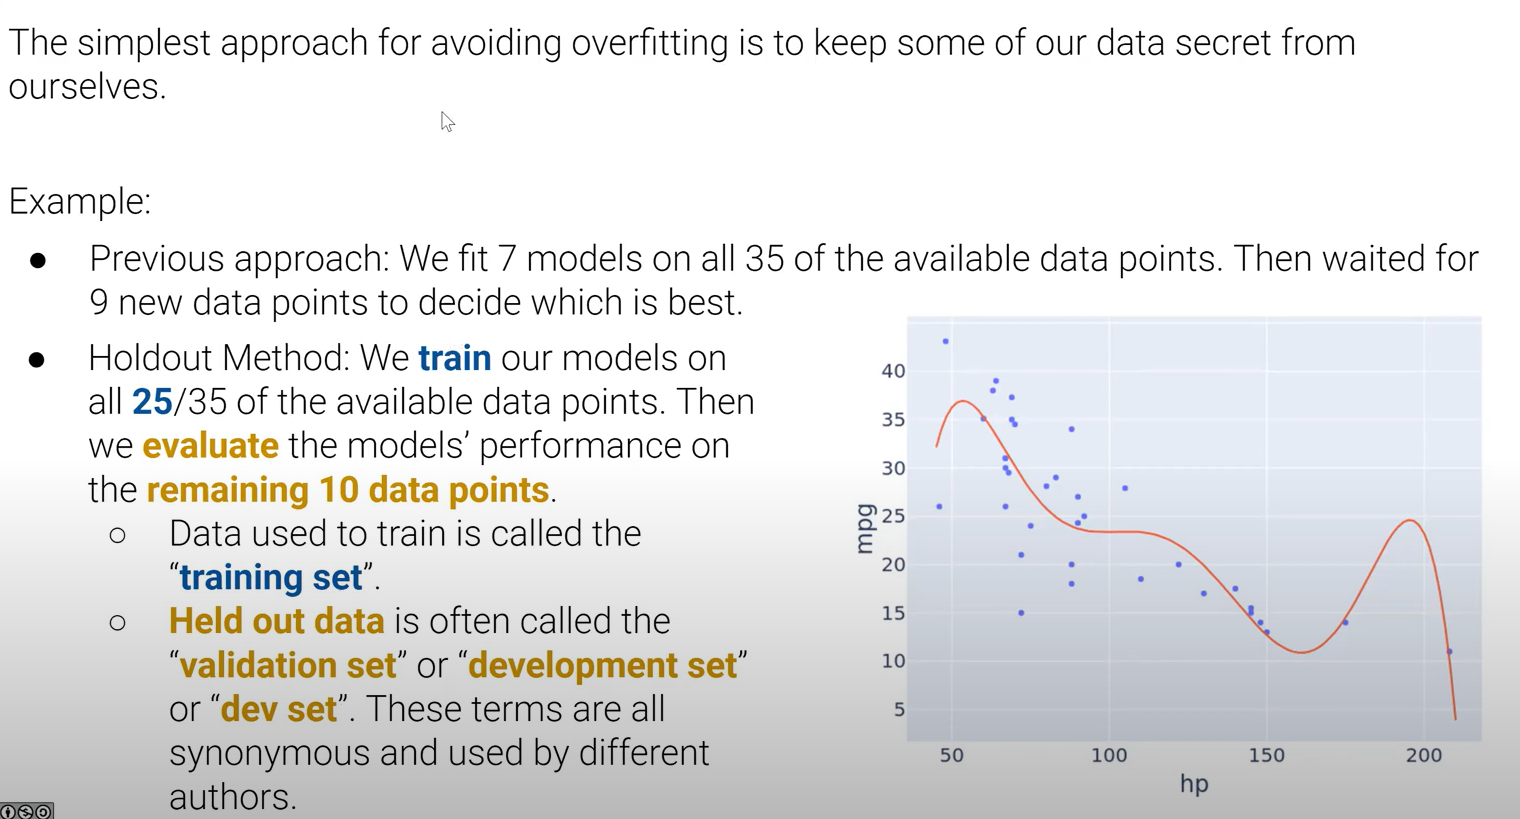 The simplest approach for avoiding overfitting is to keep some of our data secret from
ourselves.
Example:
● Previous approach: We fit 7 models on all 35 of the available data points. Then waited for
9 new data points to decide which is best.
● Holdout Method: We train our models on
all 25/35 of the available data points. Then
we evaluate the models’ performance on
the remaining 10 data points.
○ Data used to train is called the
“training set”.
○ Held out data is often called the
“validation set” or “development set”
or “dev set”. These terms are all
synonymous and used by different
authors.
40
35
30
25
20
15
10
5
mpg
50 100 150 200
hp